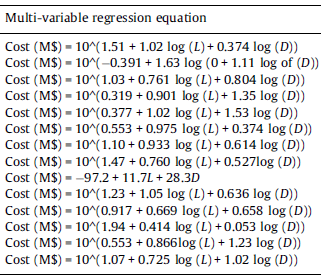 Multi-variable regression equation
Cost (M$) = 10^(1.51 + 1.02 log (L) + 0.374 log (D))
Cost (M$) = 10^(−0.391 + 1.63 log (0 + 1.11 log of (D))
Cost (M$) = 10^(1.03 + 0.761 log (L) + 0.804 log (D))
Cost (M$) = 10^(0.319 + 0.901 log (L) + 1.35 log (D))
Cost (M$) = 10^(0.377 + 1.02 log (L) + 1.53 log (D))
Cost (M$) = 10^(0.553 + 0.975 log (L) + 0.374 log (D))
Cost (M$) = 10^(1.10 + 0.933 log (L) + 0.614 log (D))
Cost (M$) = 10^(1.47 + 0.760 log (L) + 0.527log (D))
Cost (M$) = −97.2 + 11.7L + 28.3D
Cost (M$) = 10^(1.23 + 1.05 log (L) + 0.636 log (D))
Cost (M$) = 10^(0.917 + 0.669 log (L) + 0.658 log (D))
Cost (M$) = 10^(1.94 + 0.414 log (L) + 0.053 log (D))
Cost (M$) = 10^(0.553 + 0.866log (L) + 1.23 log (D))
Cost (M$) = 10^(1.07 + 0.725 log (L) + 1.02 log (D))